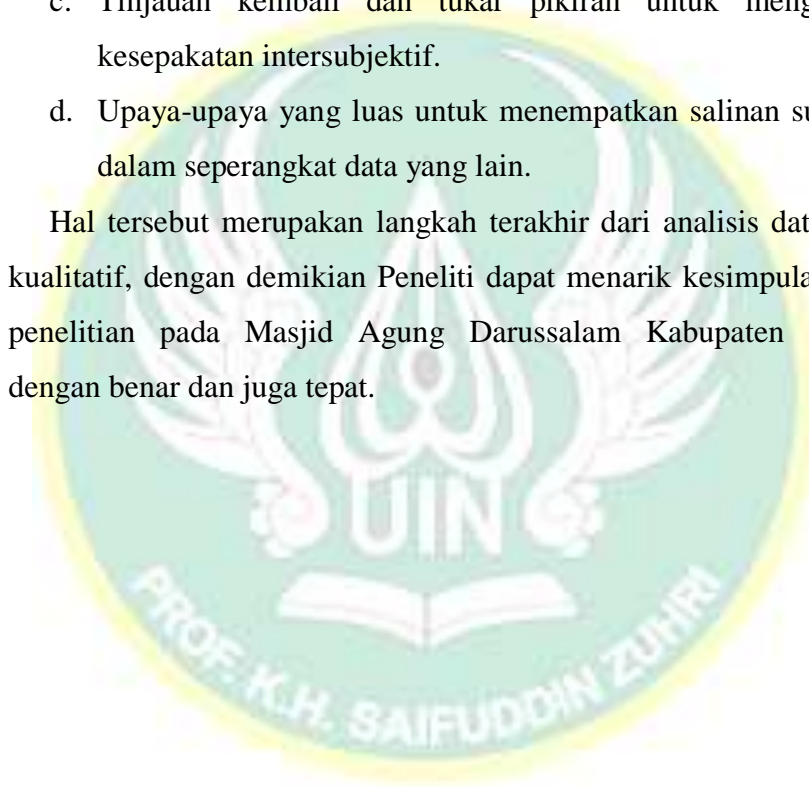 c. Tinjauan kembali dan tukar pikiran untuk meng
kesepakatan intersubjektif.
d. Upaya-upaya yang luas untuk menempatkan salinan su
dalam seperangkat data yang lain.
Hal tersebut merupakan langkah terakhir dari analisis dat
kualitatif, dengan demikian Peneliti dapat menarik kesimpula
penelitian pada Masjid Agung Darussalam Kabupaten
dengan benar dan juga tepat.
UIN
PROF. K.H. SAIFUDDIN ZUHRI